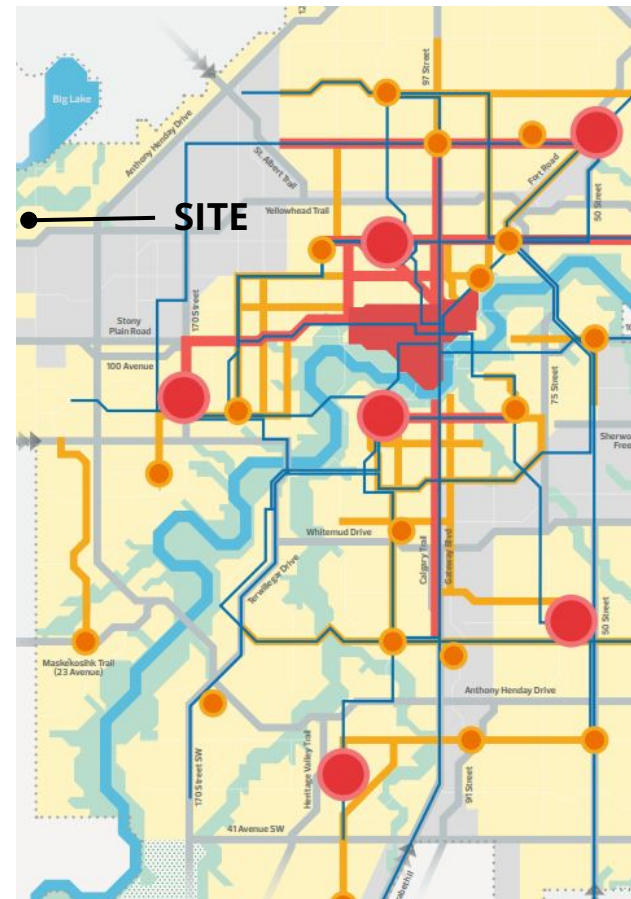 97 Street
Big Lake
Anthony Henday Drive
St. Albert Trail
Fort Road
50 Street
SITE
Yellowhead Trail
170 Street
Stony
Plain Road
100 Avenue
75 Street
Sherwo
Free
Whitemud Drive
Terwillegar Drive
Calgary Trail
Gateway Blvd
50 Street
Maskekosihk Trail
(23 Avenue)
Anthony Henday Drive
170 Street SW
Heritage Valley Trail
91 Street
41 Avenue SW